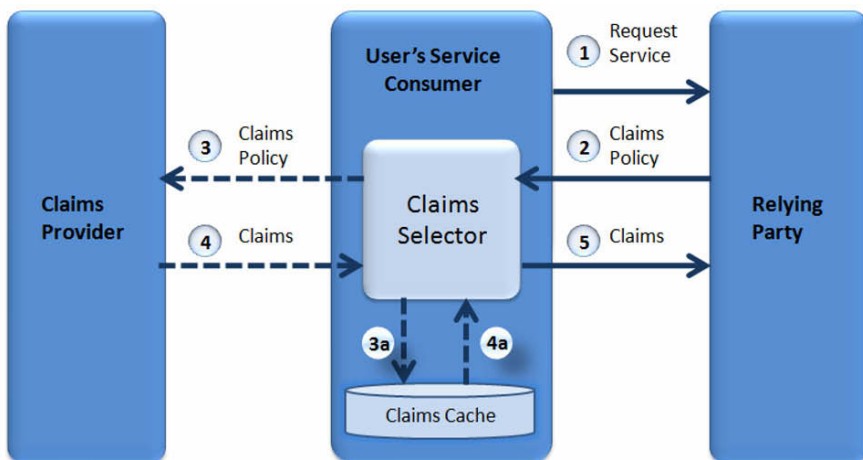 User's Service
Consumer
1
Request
Service
3
Claims
Policy
2
Claims
Policy
Claims
Provider
Claims
Selector
Relying
Party
4
Claims
5
Claims
3a
4a
Claims Cache